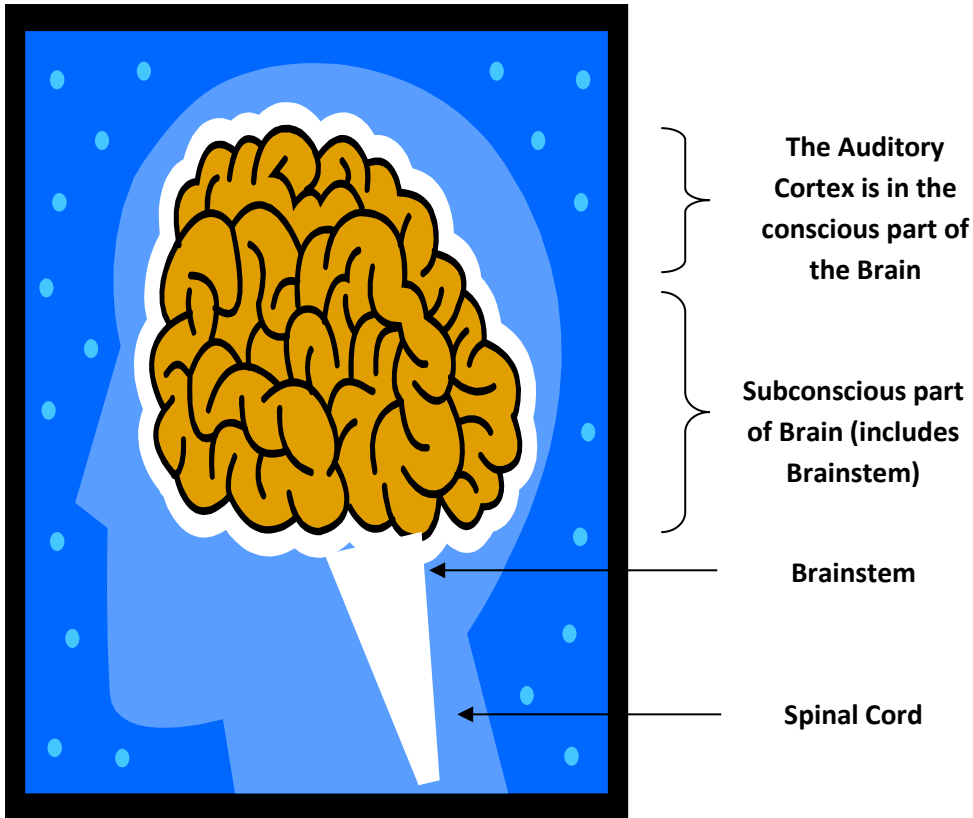 The Auditory
Cortex is in the
conscious part of
the Brain
Subconscious part
of Brain (includes
Brainstem)
Brainstem
Spinal Cord